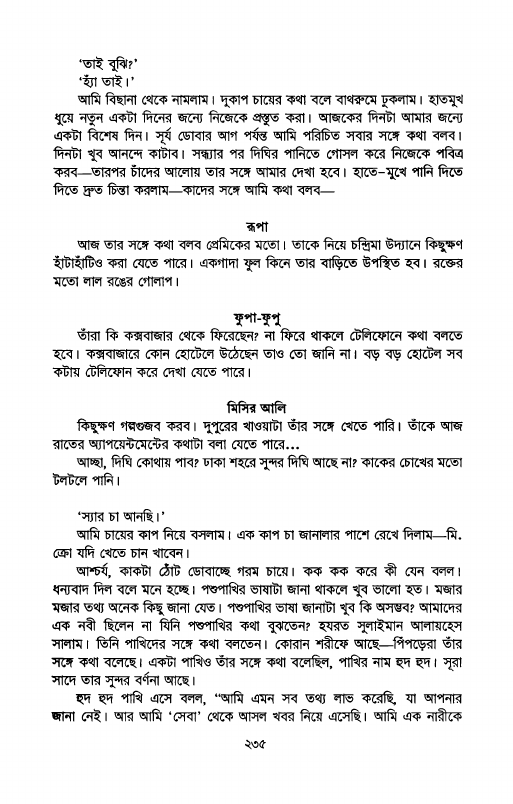 ‘তাই বুঝি?’
‘হ্যাঁ তাই।’
আমি বিছানা থেকে নামলাম। দুকাপ চায়ের কথা বলে বাথরুমে ঢুকলাম। হাতমুখ
ধুয়ে নতুন একটা দিনের জন্যে নিজেকে প্রস্তুত করা। আজকের দিনটা আমার জন্যে
একটা বিশেষ দিন। সূর্য ডোবার আগ পর্যন্ত আমি পরিচিত সবার সঙ্গে কথা বলব।
দিনটা খুব আনন্দে কাটাব। সন্ধ্যার পর দিঘির পানিতে গোসল করে নিজেকে পবিত্র
করব—তারপর চাঁদের আলোয় তার সঙ্গে আমার দেখা হবে। হাতে-মুখে পানি দিতে
দিতে দ্রুত চিন্তা করলাম—কাদের সঙ্গে আমি কথা বলব—
রূপা
আজ তার সঙ্গে কথা বলব প্রেমিকের মতো। তাকে নিয়ে চন্দ্রিমা উদ্যানে কিছুক্ষণ
হাঁটাহাঁটিও করা যেতে পারে। একগাদা ফুল কিনে তার বাড়িতে উপস্থিত হব। রক্তের
মতো লাল রঙের গোলাপ।
ফুপা-ফুপু
তাঁরা কি কক্সবাজার থেকে ফিরেছেন? না ফিরে থাকলে টেলিফোনে কথা বলতে
হবে। কক্সবাজারে কোন হোটেলে উঠেছেন তাও তো জানি না। বড় বড় হোটেল সব
কটায় টেলিফোন করে দেখা যেতে পারে।
মিসির আলি
কিছুক্ষণ গল্পগুজব করব। দুপুরের খাওয়াটা তাঁর সঙ্গে খেতে পারি। তাঁকে আজ
রাতের অ্যাপয়েন্টমেন্টের কথাটা বলা যেতে পারে...
আচ্ছা, দিঘি কোথায় পাব? ঢাকা শহরে সুন্দর দিঘি আছে না? কাকের চোখের মতো
টলটলে পানি।
‘স্যার চা আনছি।’
আমি চায়ের কাপ নিয়ে বসলাম। এক কাপ চা জানালার পাশে রেখে দিলাম—মি.
ক্রো যদি খেতে চান খাবেন।
আশ্চর্য, কাকটা ঠোঁট ডোবাচ্ছে গরম চায়ে। কক কক করে কী যেন বলল।
ধন্যবাদ দিল বলে মনে হচ্ছে। পশুপাখির ভাষাটা জানা থাকলে খুব ভালো হত। মজার
মজার তথ্য অনেক কিছু জানা যেত। পশুপাখির ভাষা জানাটা খুব কি অসম্ভব? আমাদের
এক নবী ছিলেন না যিনি পশুপাখির কথা বুঝতেন? হযরত সুলাইমান আলায়হেস
সালাম। তিনি পাখিদের সঙ্গে কথা বলতেন। কোরান শরীফে আছে—পিঁপড়েরা তাঁর
সঙ্গে কথা বলেছে। একটা পাখিও তাঁর সঙ্গে কথা বলেছিল, পাখির নাম হুদ হুদ। সূরা
সাদে তার সুন্দর বর্ণনা আছে।
হুদ হুদ পাখি এসে বলল, “আমি এমন সব তথ্য লাভ করেছি, যা আপনার
জানা নেই। আর আমি ‘সেবা’ থেকে আসল খবর নিয়ে এসেছি। আমি এক নারীকে
২৩৫